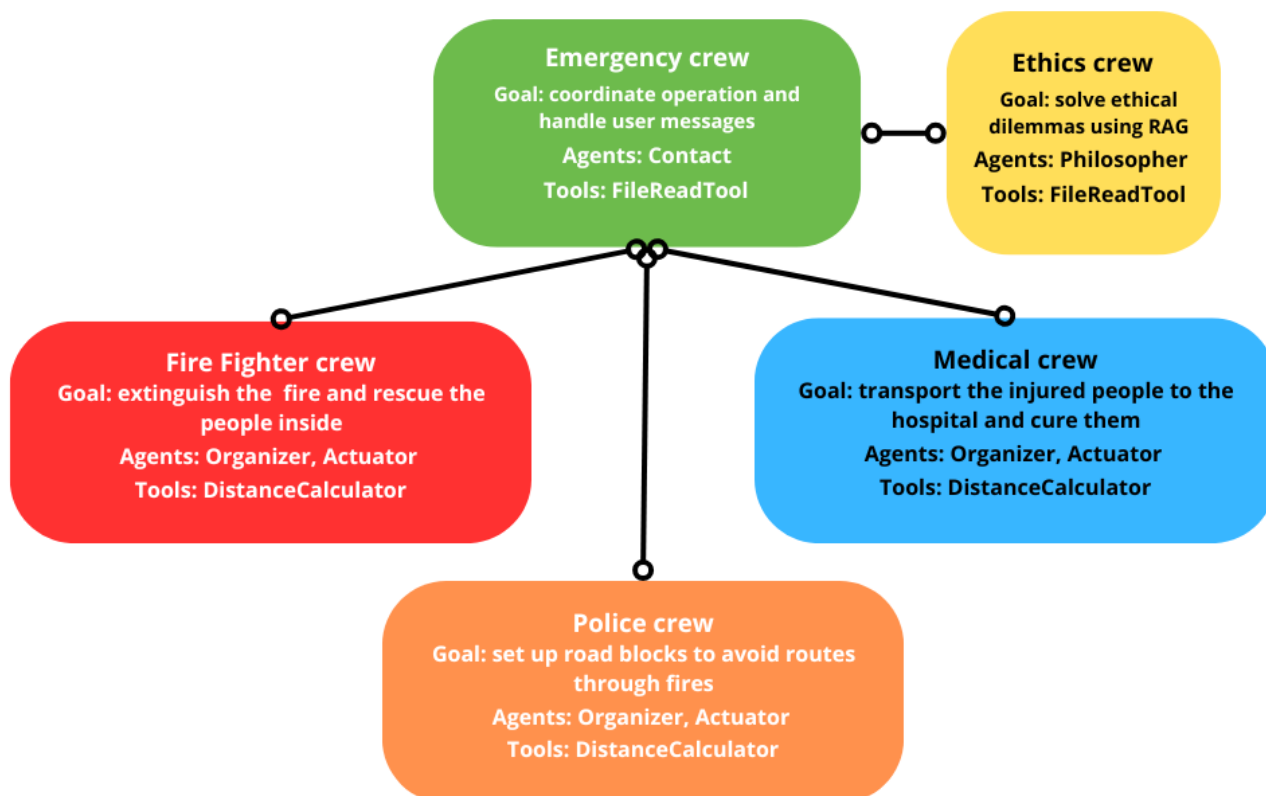 Emergency crew
Goal: coordinate operation and
handle user messages
Agents: Contact
Tools: FileReadTool
Ethics crew
Goal: solve ethical
dilemmas using RAG
Agents: Philosopher
Tools: FileReadTool
Fire Fighter crew
Goal: extinguish the fire and rescue the
people inside
Agents: Organizer, Actuator
Tools: DistanceCalculator
Medical crew
Goal: transport the injured people to the
hospital and cure them
Agents: Organizer, Actuator
Tools: DistanceCalculator
Police crew
Goal: set up road blocks to avoid routes
through fires
Agents: Organizer, Actuator
Tools: DistanceCalculator